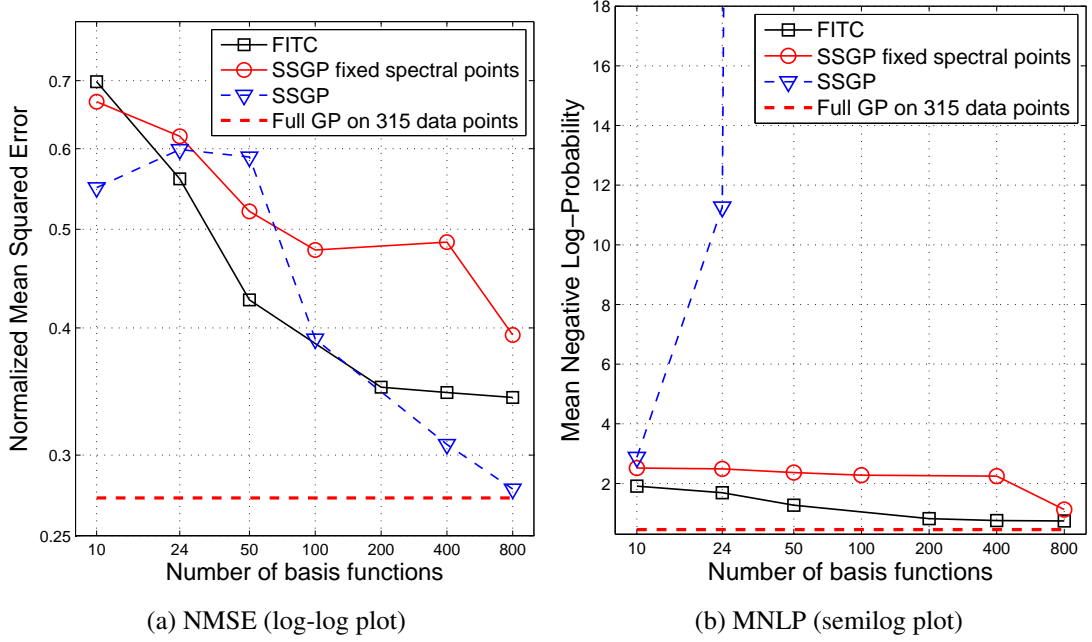 FITC
SSGP fixed spectral points
SSGP
Full GP on 315 data points
Normalized Mean Squared Error
0.7
0.6
0.5
0.4
0.3
0.25
10 24 50 100 200 400 800
Number of basis functions
(a) NMSE (log-log plot)
FITC
SSGP fixed spectral points
SSGP
Full GP on 315 data points
Mean Negative Log−Probability
18
16
14
12
10
8
6
4
2
10 24 50 100 200 400 800
Number of basis functions
(b) MNLP (semilog plot)